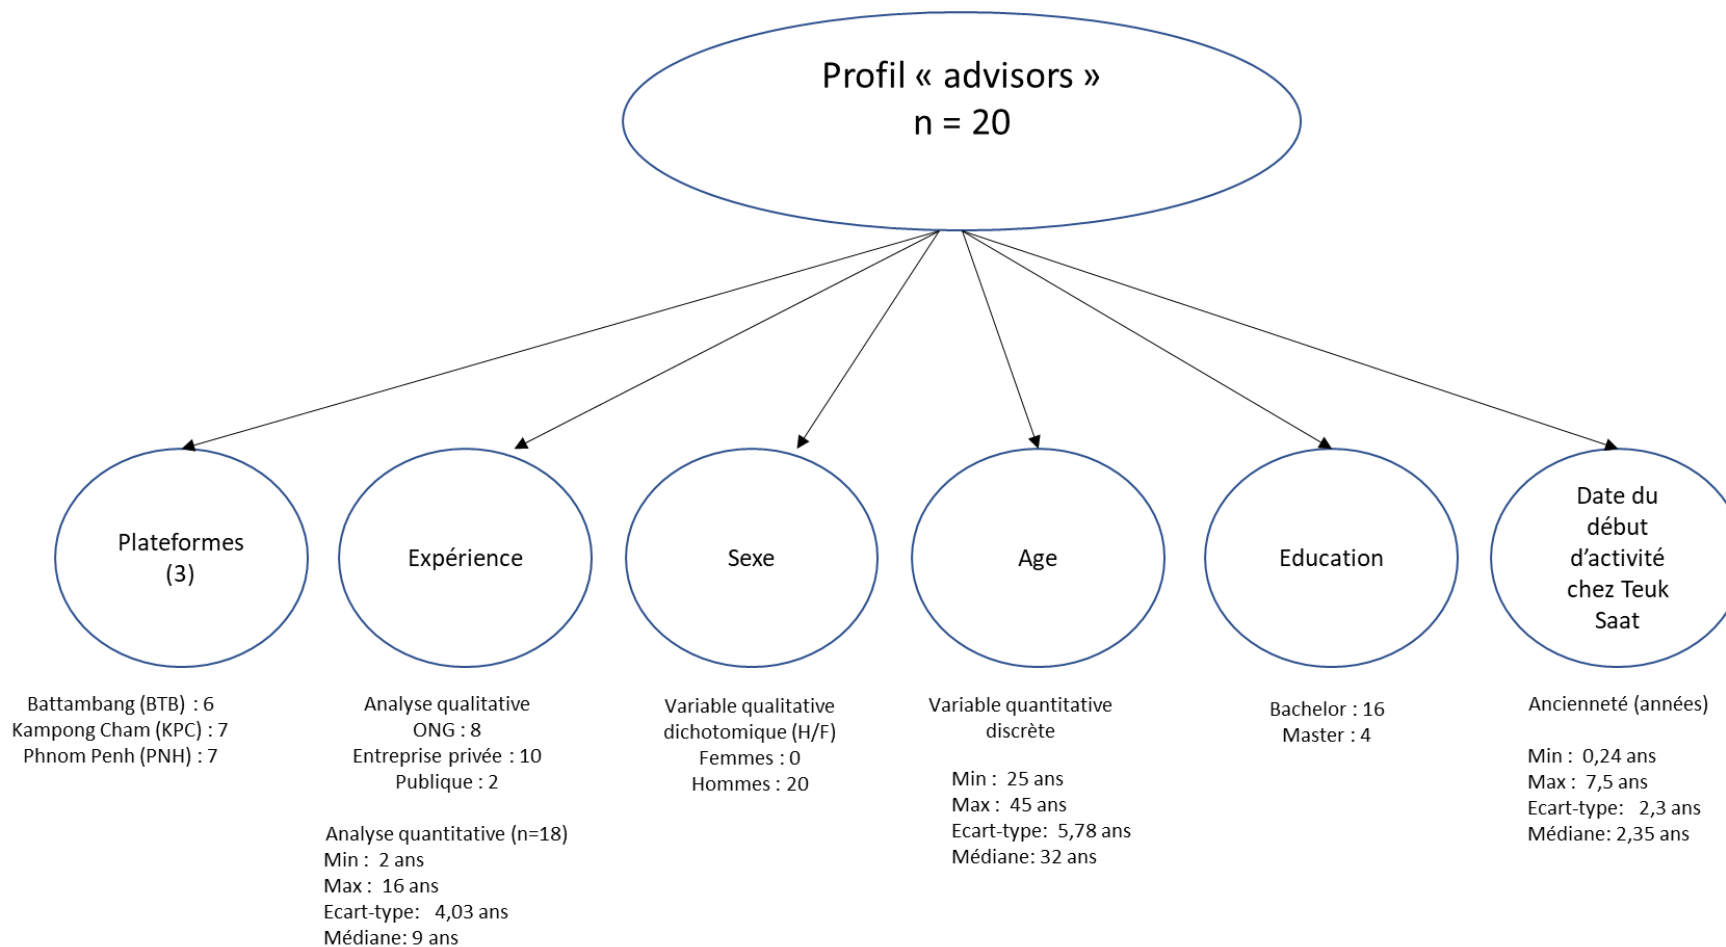 Profil « advisors »
n = 20
Plateformes
(3)
Expérience
Sexe
Age
Education
Date du
début
d’activité
chez Teuk
Saat
Battambang (BTB) : 6
Kampong Cham (KPC) : 7
Phnom Penh (PNH) : 7
Analyse qualitative
ONG : 8
Entreprise privée : 10
Publique : 2
Analyse quantitative (n=18)
Min : 2 ans
Max : 16 ans
Ecart-type: 4,03 ans
Médiane: 9 ans
Variable qualitative
dichotomique (H/F)
Femmes : 0
Hommes : 20
Variable quantitative
discrète
Min : 25 ans
Max : 45 ans
Ecart-type: 5,78 ans
Médiane: 32 ans
Bachelor : 16
Master : 4
Ancienneté (années)
Min : 0,24 ans
Max : 7,5 ans
Ecart-type: 2,3 ans
Médiane: 2,35 ans